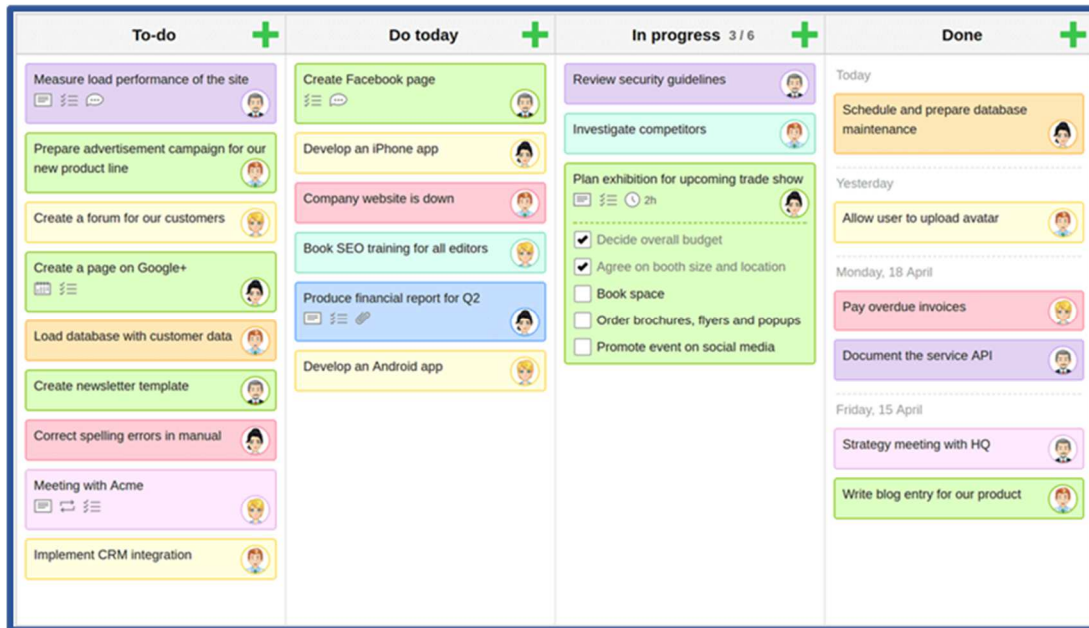 To-do
Measure load performance of the site
Prepare advertisement campaign for our
new product line
Create a forum for our customers
Create a page on Google+
Load database with customer data
Create newsletter template
Correct spelling errors in manual
Meeting with Acme
Implement CRM integration
Do today
Create Facebook page
Develop an iPhone app
Company website is down
Book SEO training for all editors
Produce financial report for Q2
Develop an Android app
In progress 3 / 6
Review security guidelines
Investigate competitors
Plan exhibition for upcoming trade show
2h
Decide overall budget
Agree on booth size and location
Book space
Order brochures, flyers and popups
Promote event on social media
Done
Today
Schedule and prepare database
maintenance
Yesterday
Allow user to upload avatar
Monday, 18 April
Pay overdue invoices
Document the service API
Friday, 15 April
Strategy meeting with HQ
Write blog entry for our product